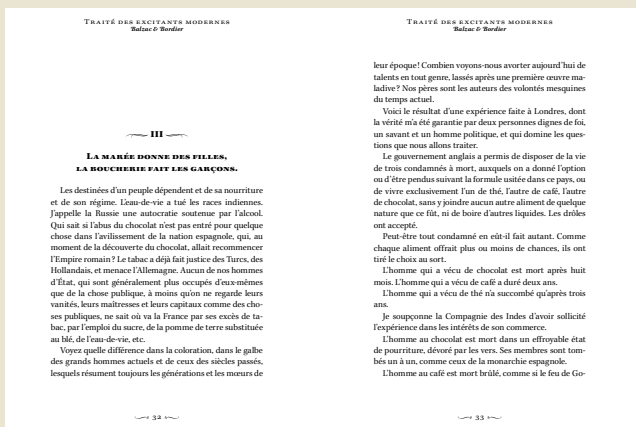 Traité des excitants modernes
Balzac & Bordier
III
La marée donne des filles,
la boucherie fait les garçons.
Les destinées d'un peuple dépendent et de sa nourriture
et de son régime. L'eau-de-vie a tué les races indiennes.
J'appelle la Russie une autocratie soutenue par l'alcool.
Qui sait si l'abus du chocolat n'est pas entré pour quelque
chose dans l'avilissement de la nation espagnole, qui, au
moment de la découverte du chocolat, allait recommencer
l'Empire romain ? Le tabac a déjà fait justice des Turcs, des
Hollandais, et menace l'Allemagne. Aucun de nos hommes
d'État, qui sont généralement plus occupés d'eux-mêmes
que de la chose publique, à moins qu'on ne regarde leurs
vanités, leurs maîtresses et leurs capitaux comme des cho-
ses publiques, ne sait où va la France par ses excès de ta-
bac, par l'emploi du sucre, de la pomme de terre substituée
au blé, de l'eau-de-vie, etc.
Voyez quelle différence dans la coloration, dans le galbe
des grands hommes actuels et de ceux des siècles passés,
lesquels résument toujours les générations et les mœurs de
32
Traité des excitants modernes
Balzac & Bordier
leur époque ! Combien voyons-nous avorter aujourd'hui de
talents en tout genre, lassés après une première œuvre ma-
ladive ? Nos pères sont les auteurs des volontés mesquines
du temps actuel.
Voici le résultat d'une expérience faite à Londres, dont
la vérité m'a été garantie par deux personnes dignes de foi,
un savant et un homme politique, et qui domine les ques-
tions que nous allons traiter.
Le gouvernement anglais a permis de disposer de la vie
de trois condamnés à mort, auxquels on a donné l'option
ou d'être pendus suivant la formule usitée dans ce pays, ou
de vivre exclusivement l'un de thé, l'autre de café, l'autre
de chocolat, sans y joindre aucun autre aliment de quelque
nature que ce fût, ni de boire d'autres liquides. Les drôles
ont accepté.
Peut-être tout condamné en eût-il fait autant. Comme
chaque aliment offrait plus ou moins de chances, ils ont
tiré le choix au sort.
L'homme qui a vécu de chocolat est mort après huit
mois. L'homme qui a vécu de café a duré deux ans.
L'homme qui a vécu de thé n'a succombé qu'après trois
ans.
Je soupçonne la Compagnie des Indes d'avoir sollicité
l'expérience dans les intérêts de son commerce.
L'homme au chocolat est mort dans un effroyable état
de pourriture, dévoré par les vers. Ses membres sont tom-
bés un à un, comme ceux de la monarchie espagnole.
L'homme au café est mort brûlé, comme si le feu de Go-
33